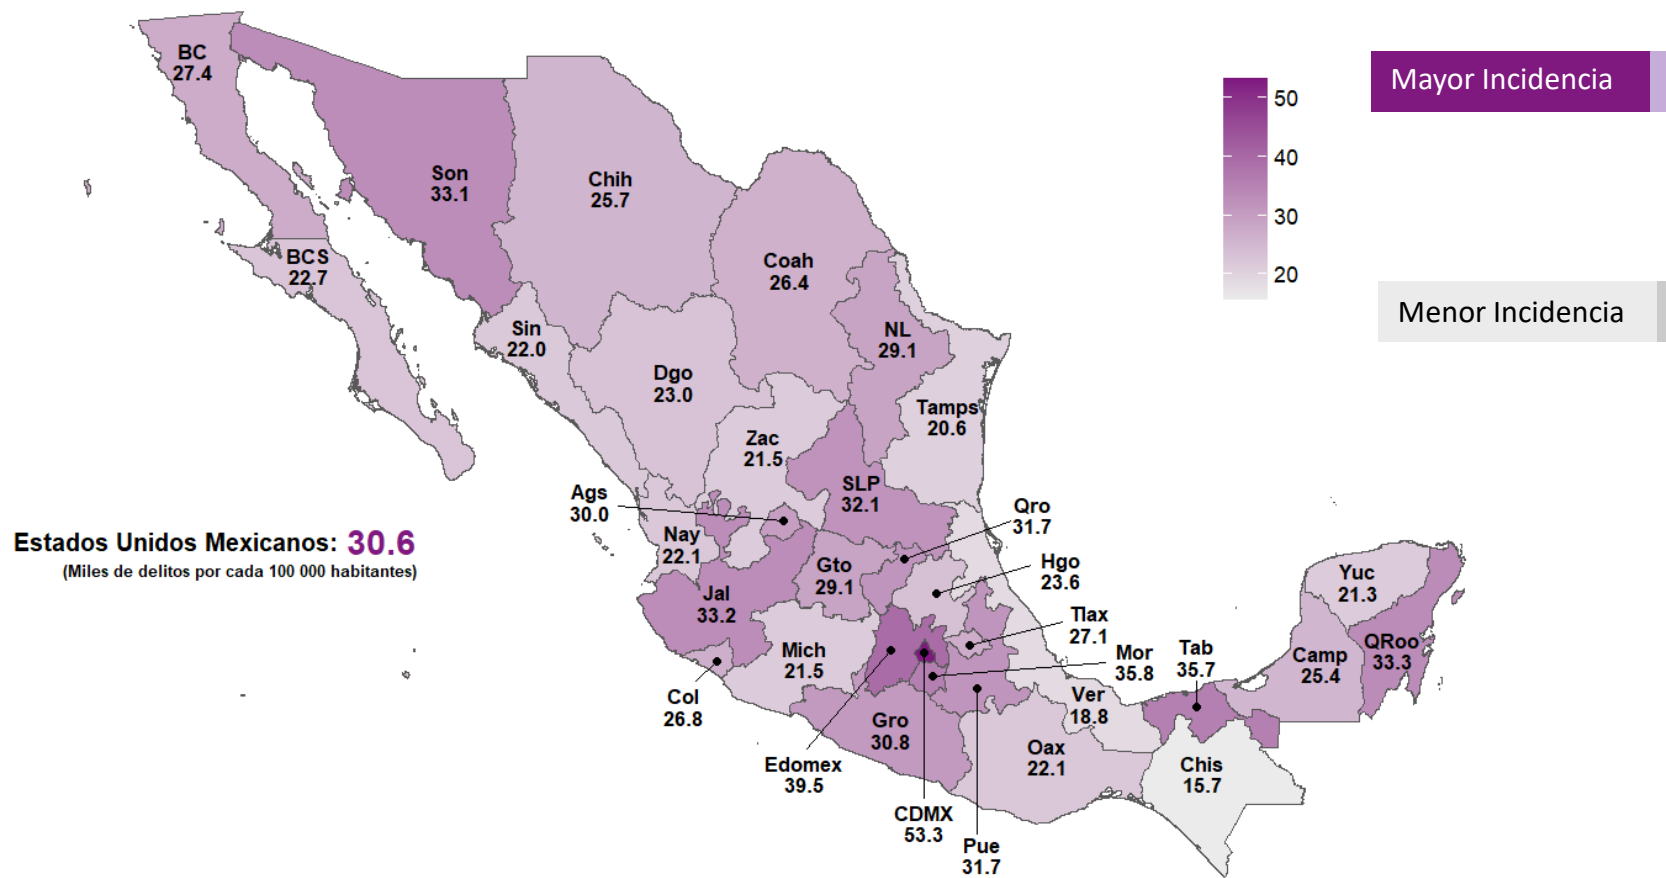 BC
27.4
Son
33.1
Chih
25.7
BCS
22.7
Coah
26.4
Sin
22.0
NL
29.1
Dgo
23.0
Tamps
20.6
Zac
21.5
SLP
32.1
Ags
30.0
Qro
31.7
Nay
22.1
Gto
29.1
Hgo
23.6
Jal
33.2
Tlax
27.1
Mich
21.5
Mor
35.8
Tab
35.7
Yuc
21.3
QRoo
33.3
Camp
25.4
Col
26.8
Gro
30.8
Ver
18.8
Oax
22.1
Chis
15.7
Edomex
39.5
CDMX
53.3
Pue
31.7
Estados Unidos Mexicanos: 30.6
(Miles de delitos por cada 100 000 habitantes)
50
40
30
20
Mayor Incidencia
Menor Incidencia